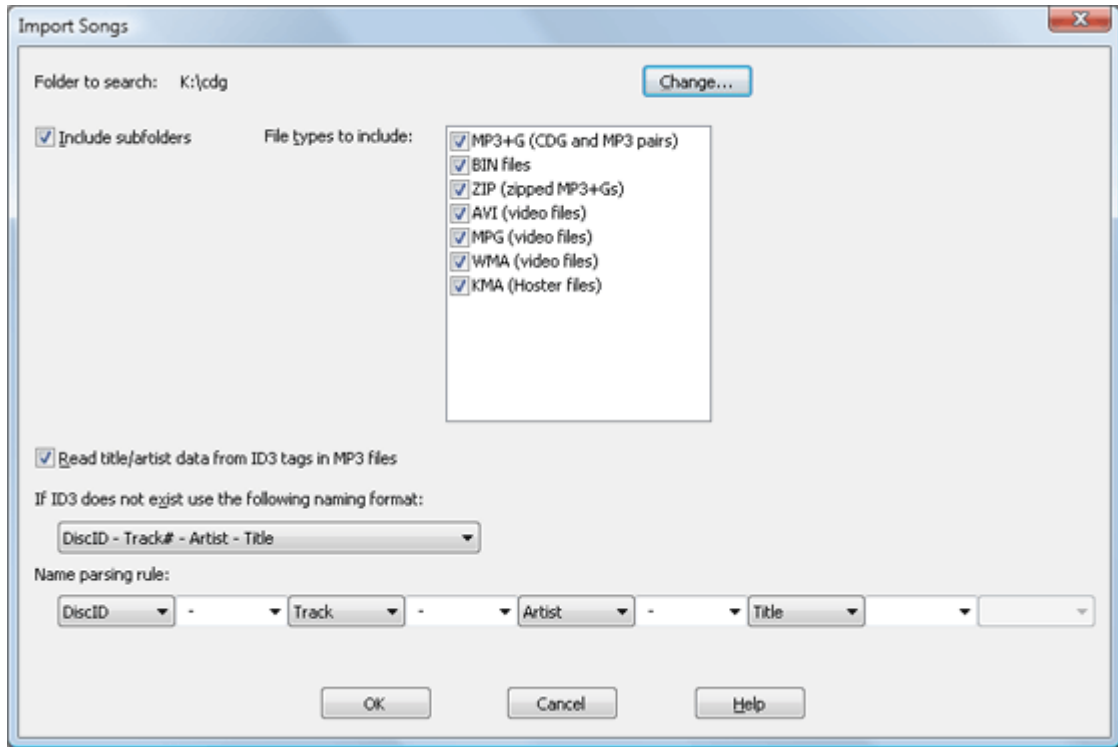 Import Songs
Folder to search: K:\cdg Change...
Include subfolders File types to include:
MP3+G (CDG and MP3 pairs)
BIN files
ZIP (zipped MP3+Gs)
AVI (video files)
MPG (video files)
WMA (video files)
KMA (Hoster files)
Read title/artist data from ID3 tags in MP3 files
If ID3 does not exist use the following naming format:
DiscID - Track# - Artist - Title
Name parsing rule:
DiscID - Track - Artist - Title
OK Cancel Help